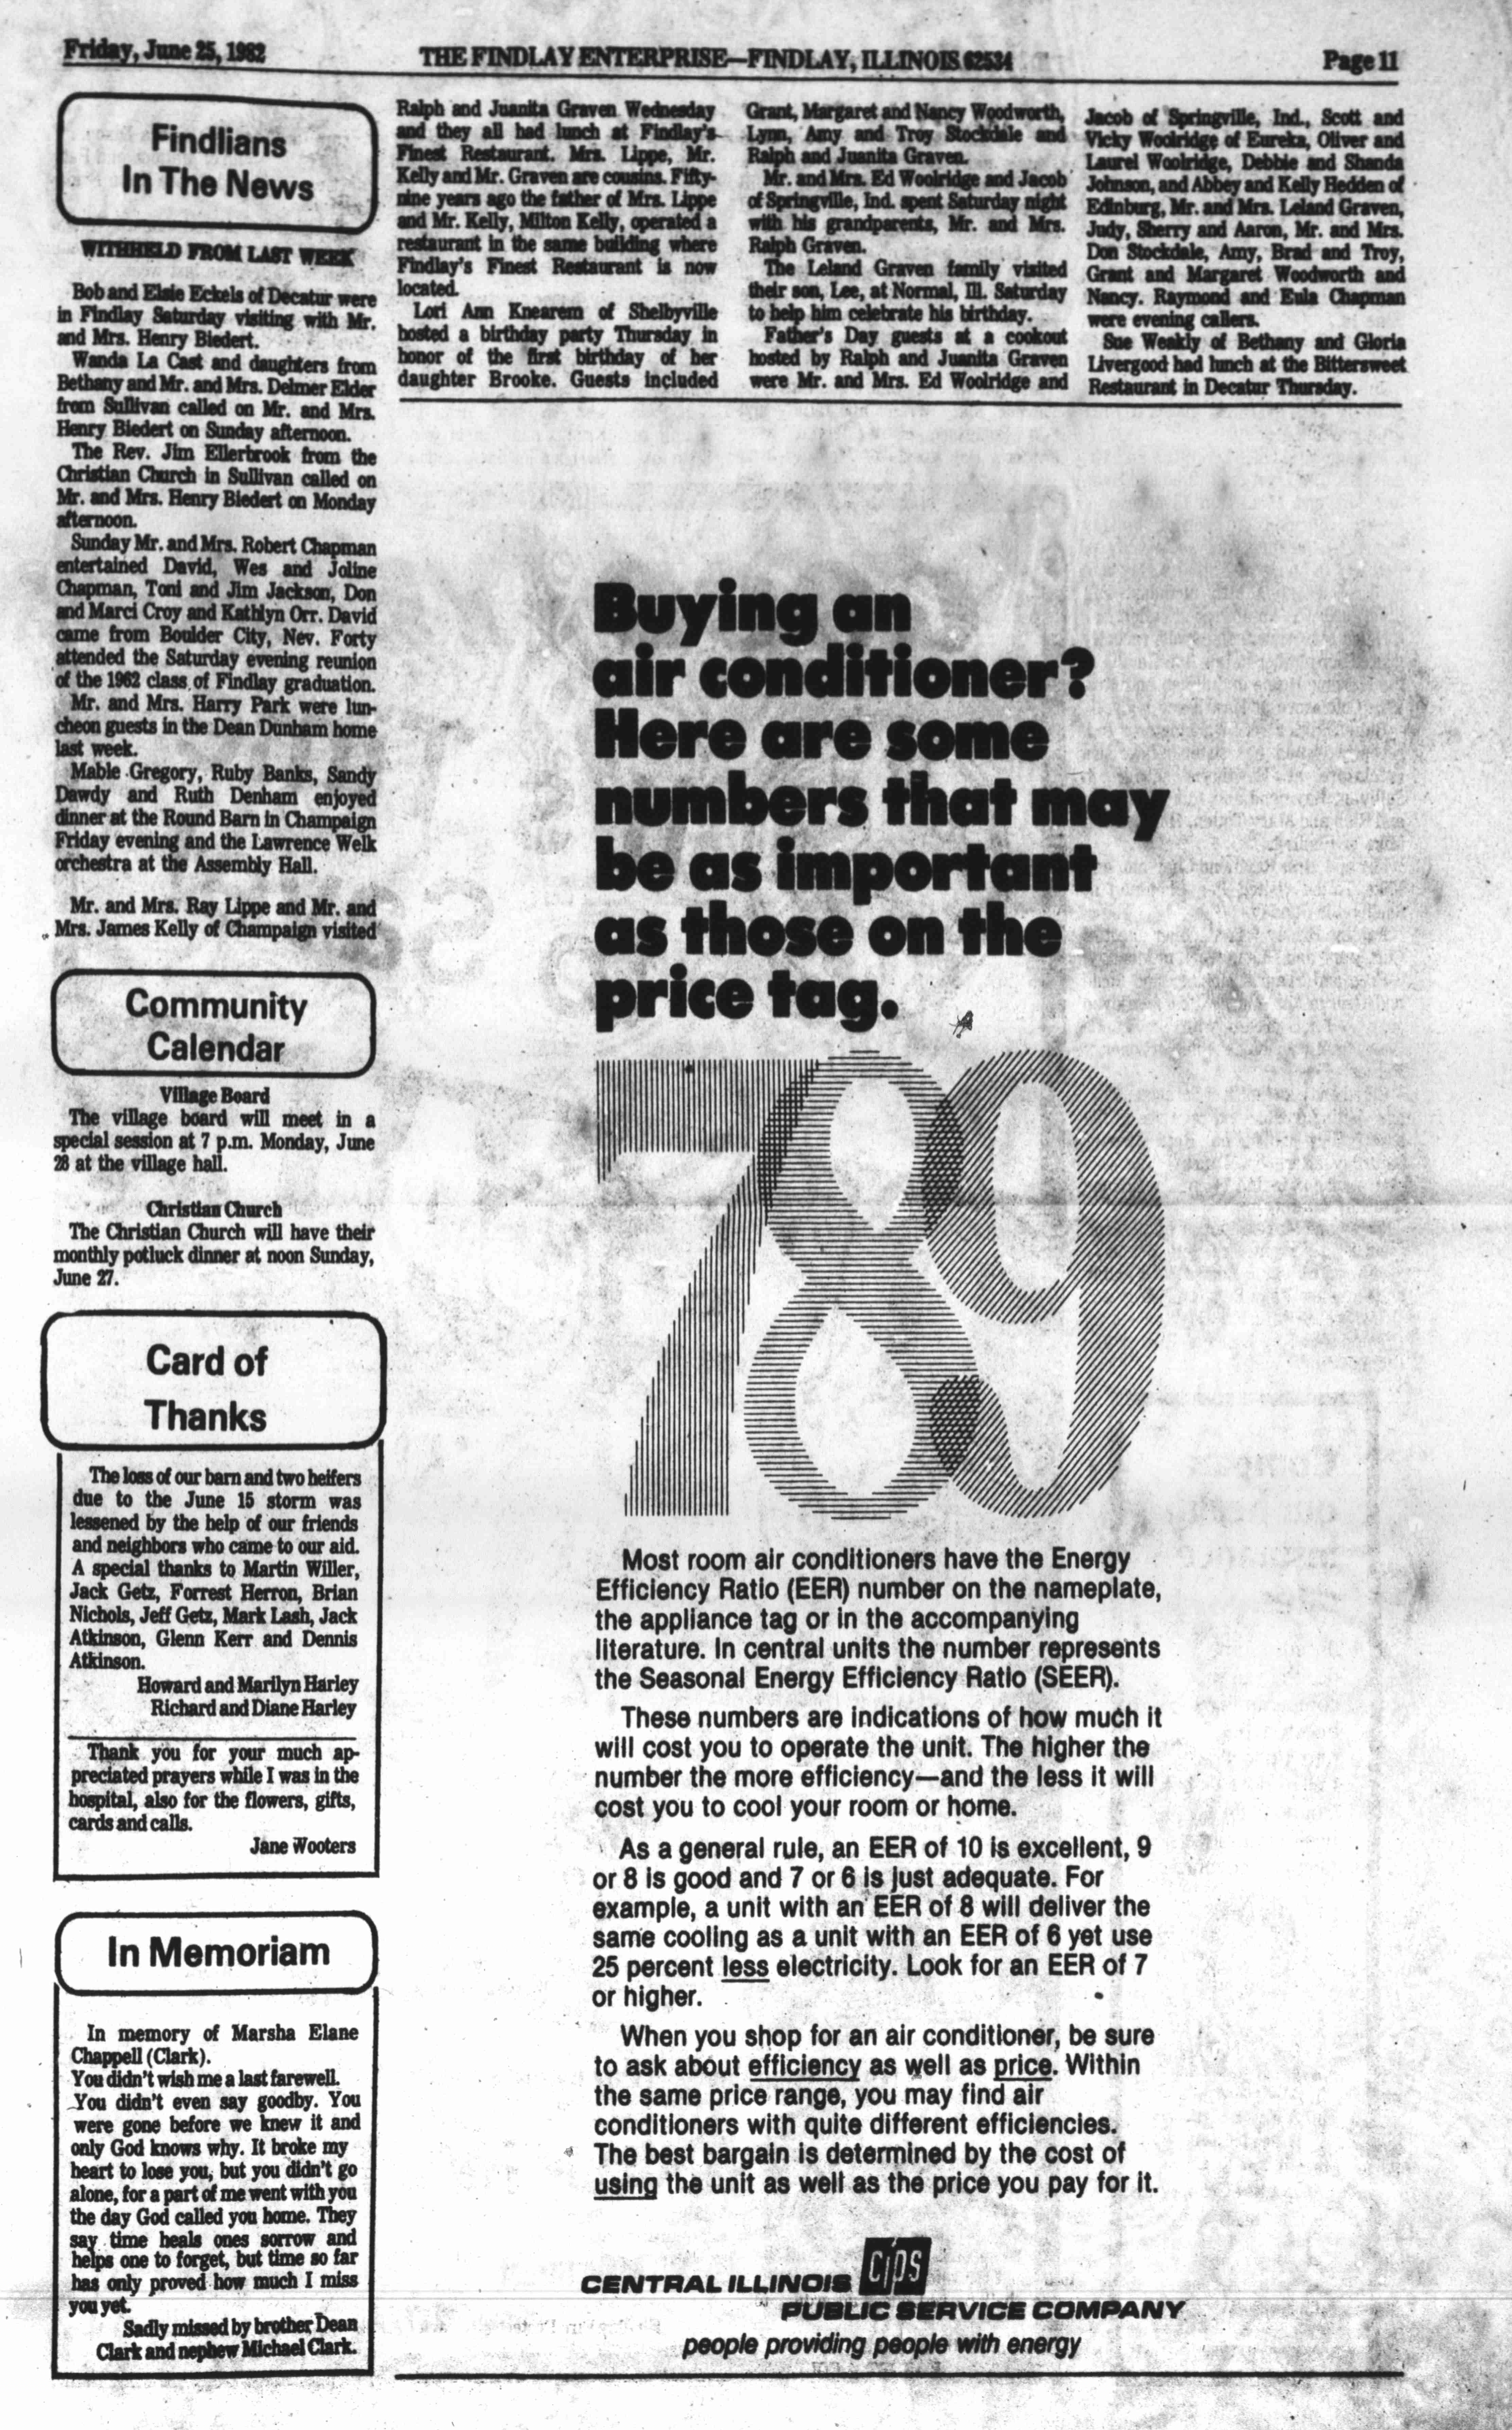 Friday, June 25, 1982
THE FINDLAY ENTERPRISE—FINDLAY, ILLINOIS 62534
Page 11
Findlians
In The News
WITHHELD FROM LAST WEEK
Bob and Elsie Eckels of Decatur were
in Findlay Saturday visiting with Mr.
and Mrs. Henry Biedert.
Wanda La Cast and daughters from
Bethany and Mr. and Mrs. Delmer Elder
from Sullivan called on Mr. and Mrs.
Henry Biedert on Sunday afternoon.
The Rev. Jim Ellerbrook from the
Christian Church in Sullivan called on
Mr. and Mrs. Henry Biedert on Monday
afternoon.
Sunday Mr. and Mrs. Robert Chapman
entertained David, Wes and Joline
Chapman, Toni and Jim Jackson, Don
and Marci Croy and Kathlyn Orr. David
came from Boulder City, Nev. Forty
attended the Saturday evening reunion
of the 1962 class of Findlay graduation.
Mr. and Mrs. Harry Park were lun-
cheon guests in the Dean Dunham home
last week.
Mable Gregory, Ruby Banks, Sandy
Dawdy and Ruth Denham enjoyed
dinner at the Round Barn in Champaign
Friday evening and the Lawrence Welk
orchestra at the Assembly Hall.
Mr. and Mrs. Ray Lippe and Mr. and
Mrs. James Kelly of Champaign visited
Ralph and Juanita Graven Wednesday
and they all had lunch at Findlay's
Finest Restaurant. Mrs. Lippe, Mr.
Kelly and Mr. Graven are cousins. Fifty-
nine years ago the father of Mrs. Lippe
and Mr. Kelly, Milton Kelly, operated a
restaurant in the same building where
Findlay's Finest Restaurant is now
located.
Lori Ann Knearem of Shelbyville
hosted a birthday party Thursday in
honor of the first birthday of her
daughter Brooke. Guests included
Grant, Margaret and Nancy Woodworth,
Lynn, Amy and Troy Stockdale and
Ralph and Juanita Graven.
Mr. and Mrs. Ed Woolridge and Jacob
of Springville, Ind. spent Saturday night
with his grandparents, Mr. and Mrs.
Ralph Graven.
The Leland Graven family visited
their son, Lee, at Normal, Ill. Saturday
to help him celebrate his birthday.
Father's Day guests at a cookout
hosted by Ralph and Juanita Graven
were Mr. and Mrs. Ed Woolridge and
Jacob of Springville, Ind., Scott and
Vicky Woolridge of Eureka, Oliver and
Laurel Woolridge, Debbie and Shanda
Johnson, and Abbey and Kelly Hedden of
Edinburg, Mr. and Mrs. Leland Graven,
Judy, Sherry and Aaron, Mr. and Mrs.
Don Stockdale, Amy, Brad and Troy,
Grant and Margaret Woodworth and
Nancy. Raymond and Eula Chapman
were evening callers.
Sue Weakly of Bethany and Gloria
Livergood had lunch at the Bittersweet
Restaurant in Decatur Thursday.
Community
Calendar
Village Board
The village board will meet in a
special session at 7 p.m. Monday, June
28 at the village hall.
Christian Church
The Christian Church will have their
monthly potluck dinner at noon Sunday,
June 27.
Card of
Thanks
The loss of our barn and two heifers
due to the June 15 storm was
lessened by the help of our friends
and neighbors who came to our aid.
A special thanks to Martin Willer,
Jack Getz, Forrest Herron, Brian
Nichols, Jeff Getz, Mark Lash, Jack
Atkinson, Glenn Kerr and Dennis
Atkinson.
Howard and Marilyn Harley
Richard and Diane Harley
Thank you for your much ap-
preciated prayers while I was in the
hospital, also for the flowers, gifts,
cards and calls.
Jane Wooters
In Memoriam
In memory of Marsha Elane
Chappell (Clark).
You didn't wish me a last farewell.
You didn't even say goodby. You
were gone before we knew it and
only God knows why. It broke my
heart to lose you, but you didn't go
alone, for a part of me went with you
the day God called you home. They
say time heals ones sorrow and
helps one to forget, but time so far
has only proved how much I miss
you yet.
Sadly missed by brother Dean
Clark and nephew Michael Clark.
Buying an
air conditioner?
Here are some
numbers that may
be as important
as those on the
price tag.
789
Most room air conditioners have the Energy
Efficiency Ratio (EER) number on the nameplate,
the appliance tag or in the accompanying
literature. In central units the number represents
the Seasonal Energy Efficiency Ratio (SEER).
These numbers are indications of how much it
will cost you to operate the unit. The higher the
number the more efficiency—and the less it will
cost you to cool your room or home.
As a general rule, an EER of 10 is excellent, 9
or 8 is good and 7 or 6 is just adequate. For
example, a unit with an EER of 8 will deliver the
same cooling as a unit with an EER of 6 yet use
25 percent less electricity. Look for an EER of 7
or higher.
When you shop for an air conditioner, be sure
to ask about efficiency as well as price. Within
the same price range, you may find air
conditioners with quite different efficiencies.
The best bargain is determined by the cost of
using the unit as well as the price you pay for it.
CENTRAL ILLINOIS CIPS
PUBLIC SERVICE COMPANY
people providing people with energy